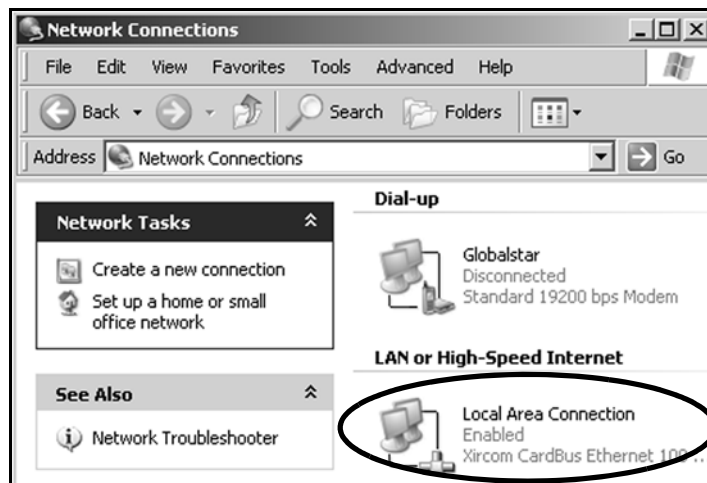 Network Connections
File Edit View Favorites Tools Advanced Help
Back Search Folders
Address Network Connections Go
Network Tasks
Create a new connection
Set up a home or small
office network
See Also
Network Troubleshooter
Dial-up
Globalstar
Disconnected
Standard 19200 bps Modem
LAN or High-Speed Internet
Local Area Connection
Enabled
Xircom CardBus Ethernet 100 ...